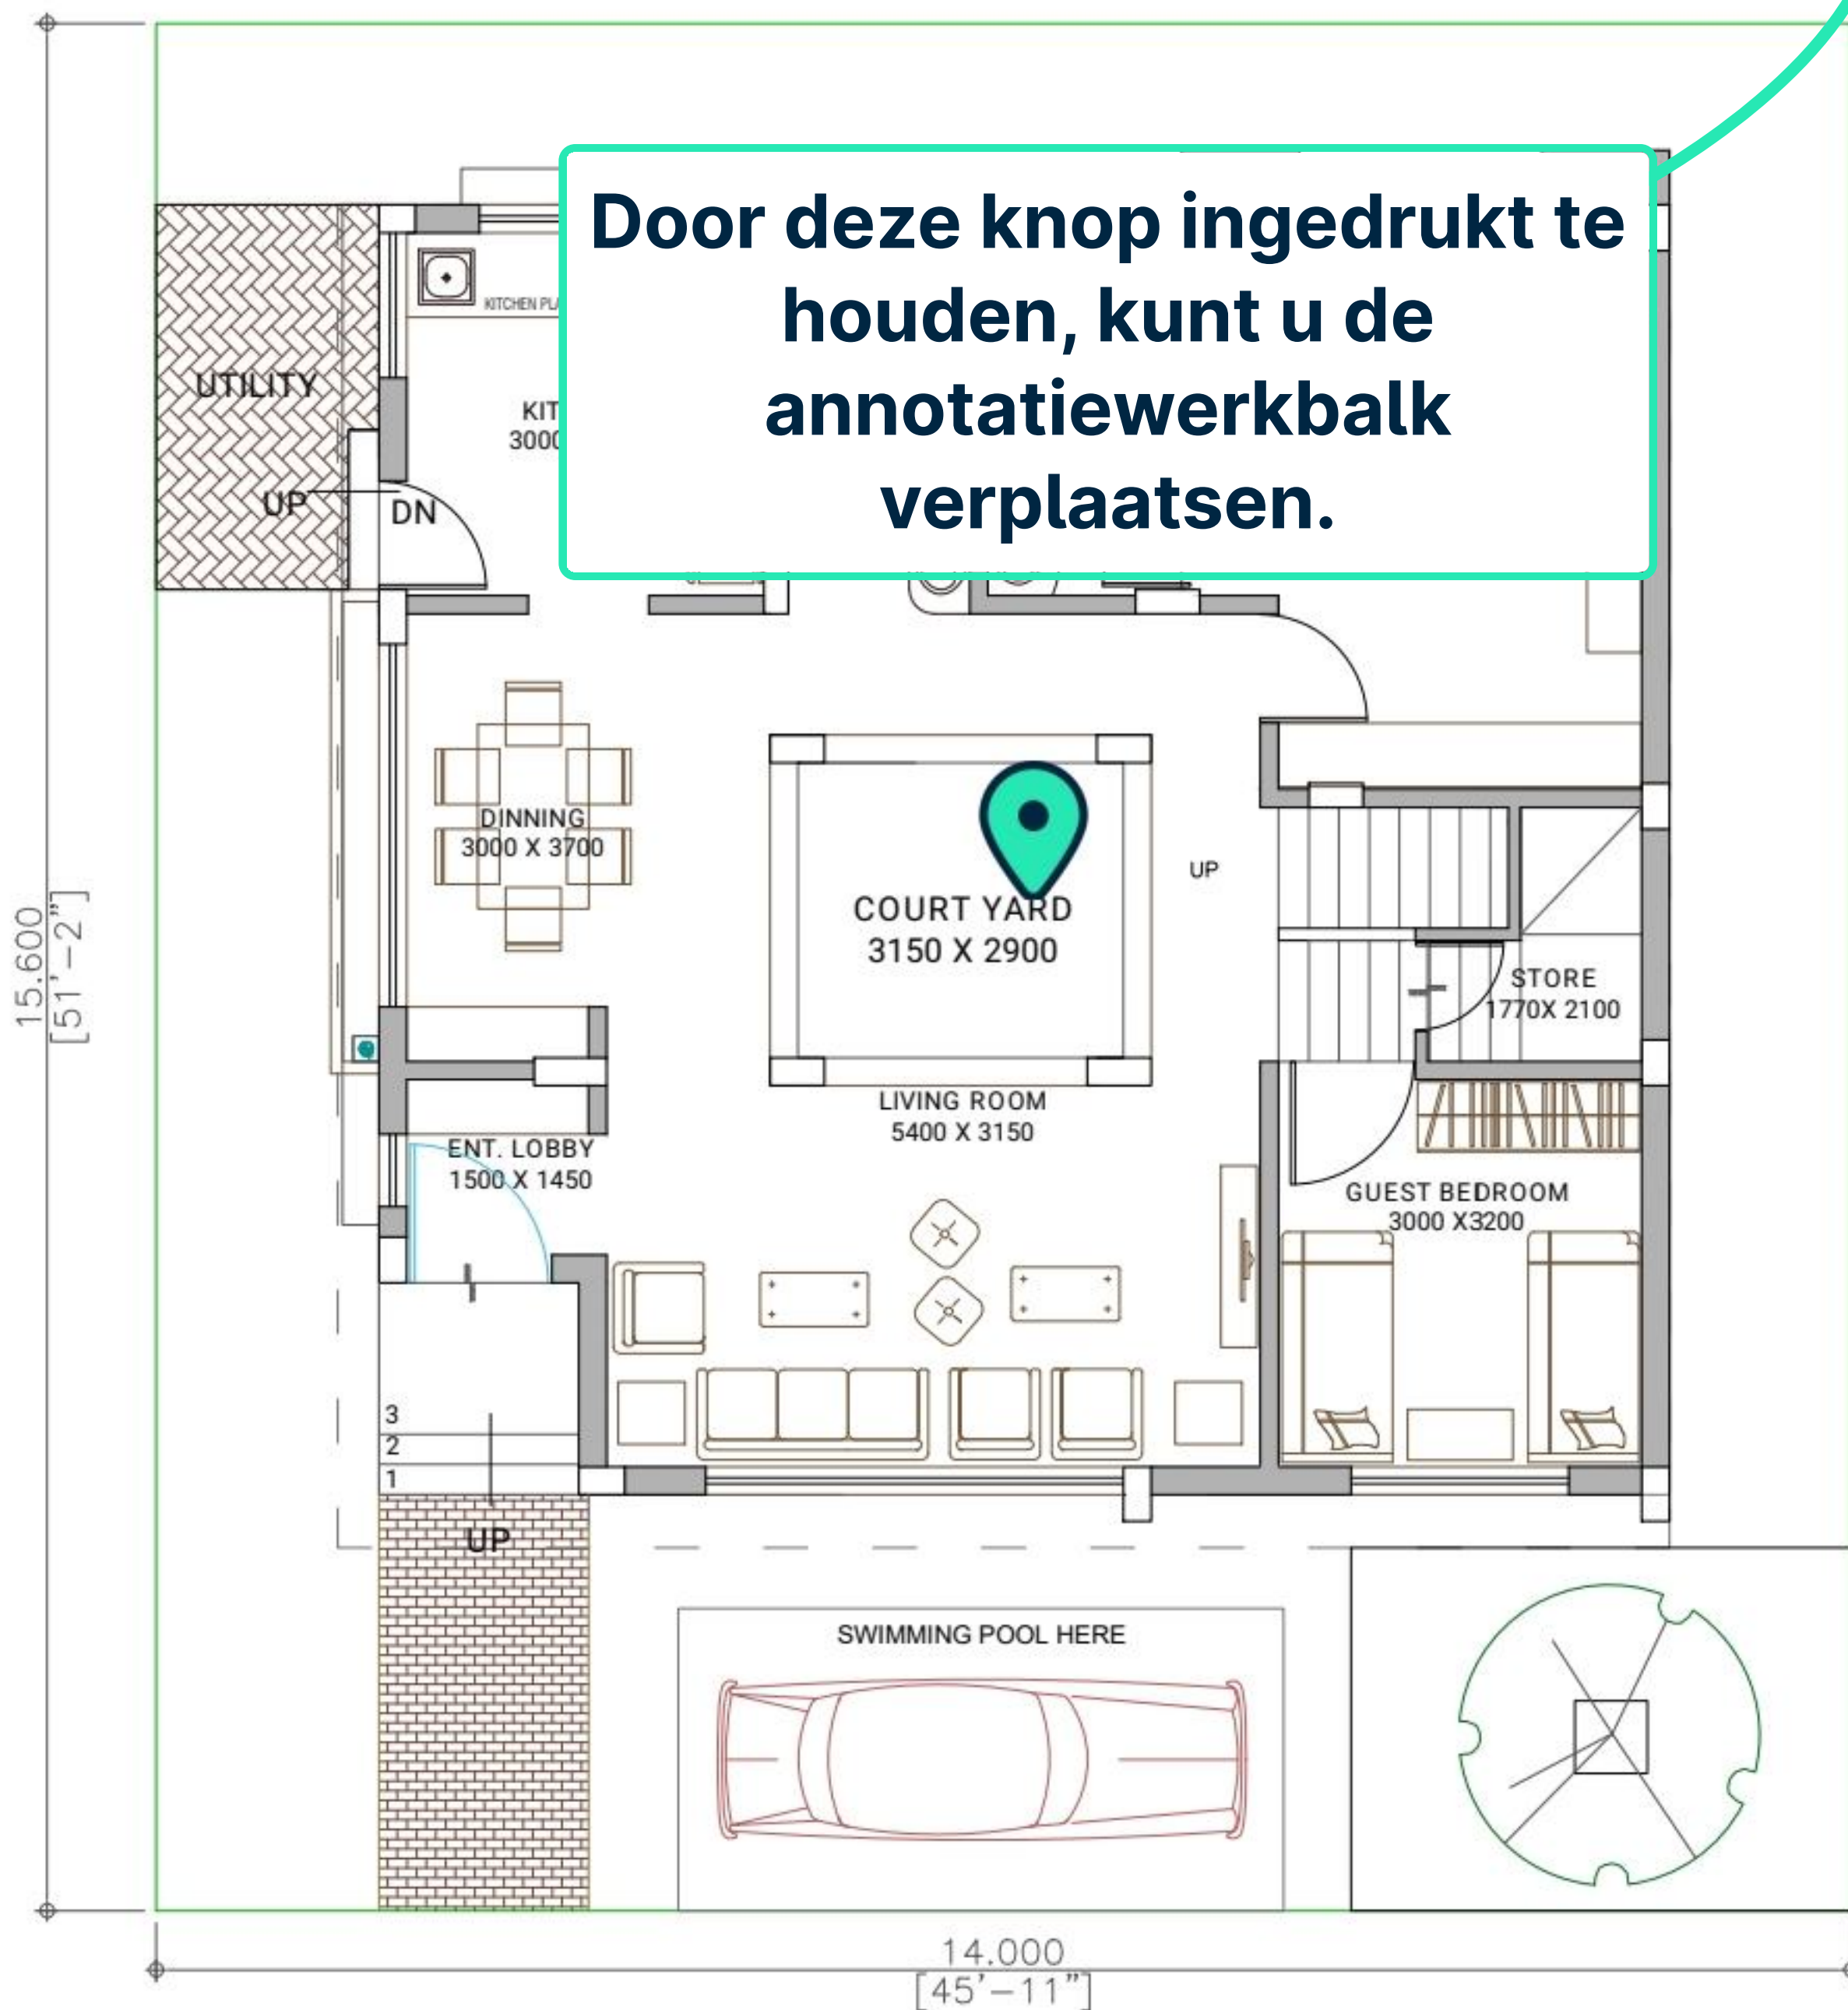 Door deze knop ingedrukt te
houden, kunt u de
annotatiewerkbalk
verplaatsen.
KITCHEN PLA
UTILITY
KIT
3000
UP
DN
DINNING
3000 X 3700
COURT YARD
3150 X 2900
UP
STORE
1770X 2100
15.600
[51'-2"]
LIVING ROOM
5400 X 3150
ENT. LOBBY
1500 X 1450
GUEST BEDROOM
3000 X3200
3
2
1
UP
SWIMMING POOL HERE
14.000
[45'-11"]